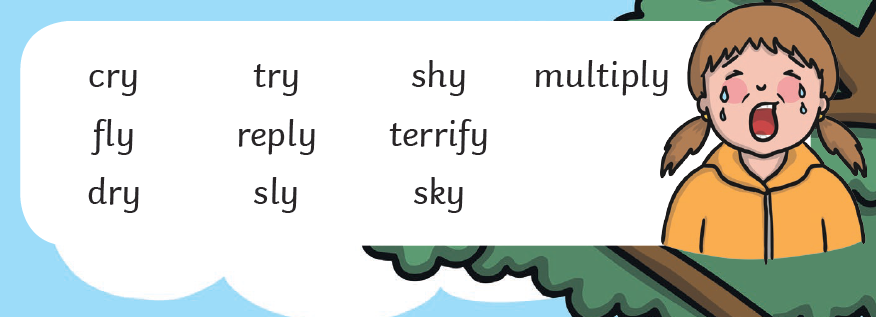 cry try shy multiply
fly reply terrify
dry sly sky